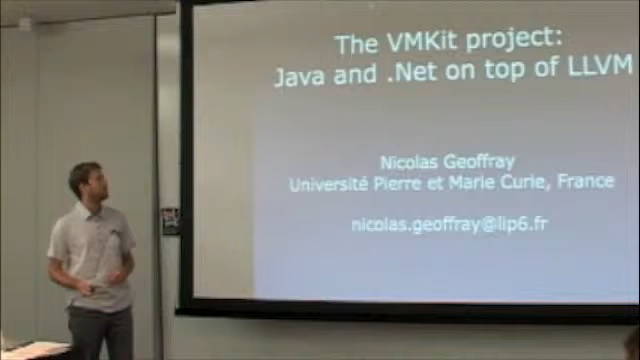 The VMKit project:
Java and .Net on top of LLVM
Nicolas Geoffray
Université Pierre et Marie Curie, France
nicolas.geoffray@lip6.fr